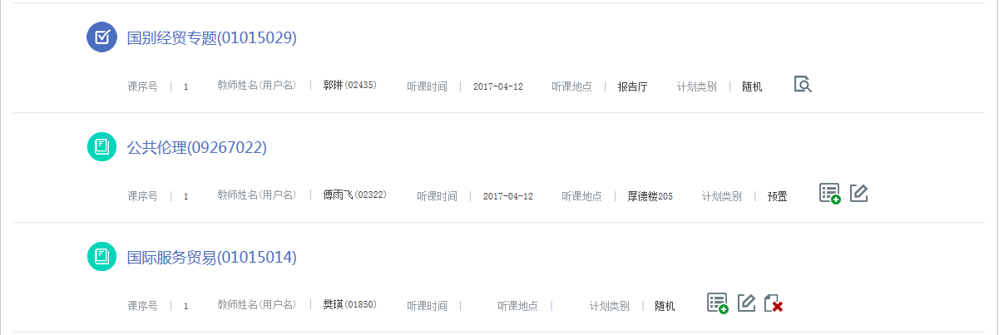 国别经贸专题(01015029)
课序号 1 教师姓名(用户名) 郭琳(02435) 听课时间 2017-04-12 听课地点 报告厅 计划类别 随机
公共伦理(09267022)
课序号 1 教师姓名(用户名) 傅雨飞(02322) 听课时间 2017-04-12 听课地点 厚德楼205 计划类别 预置
国际服务贸易(01015014)
课序号 1 教师姓名(用户名) 樊瑛(01850) 听课时间 听课地点 计划类别 随机